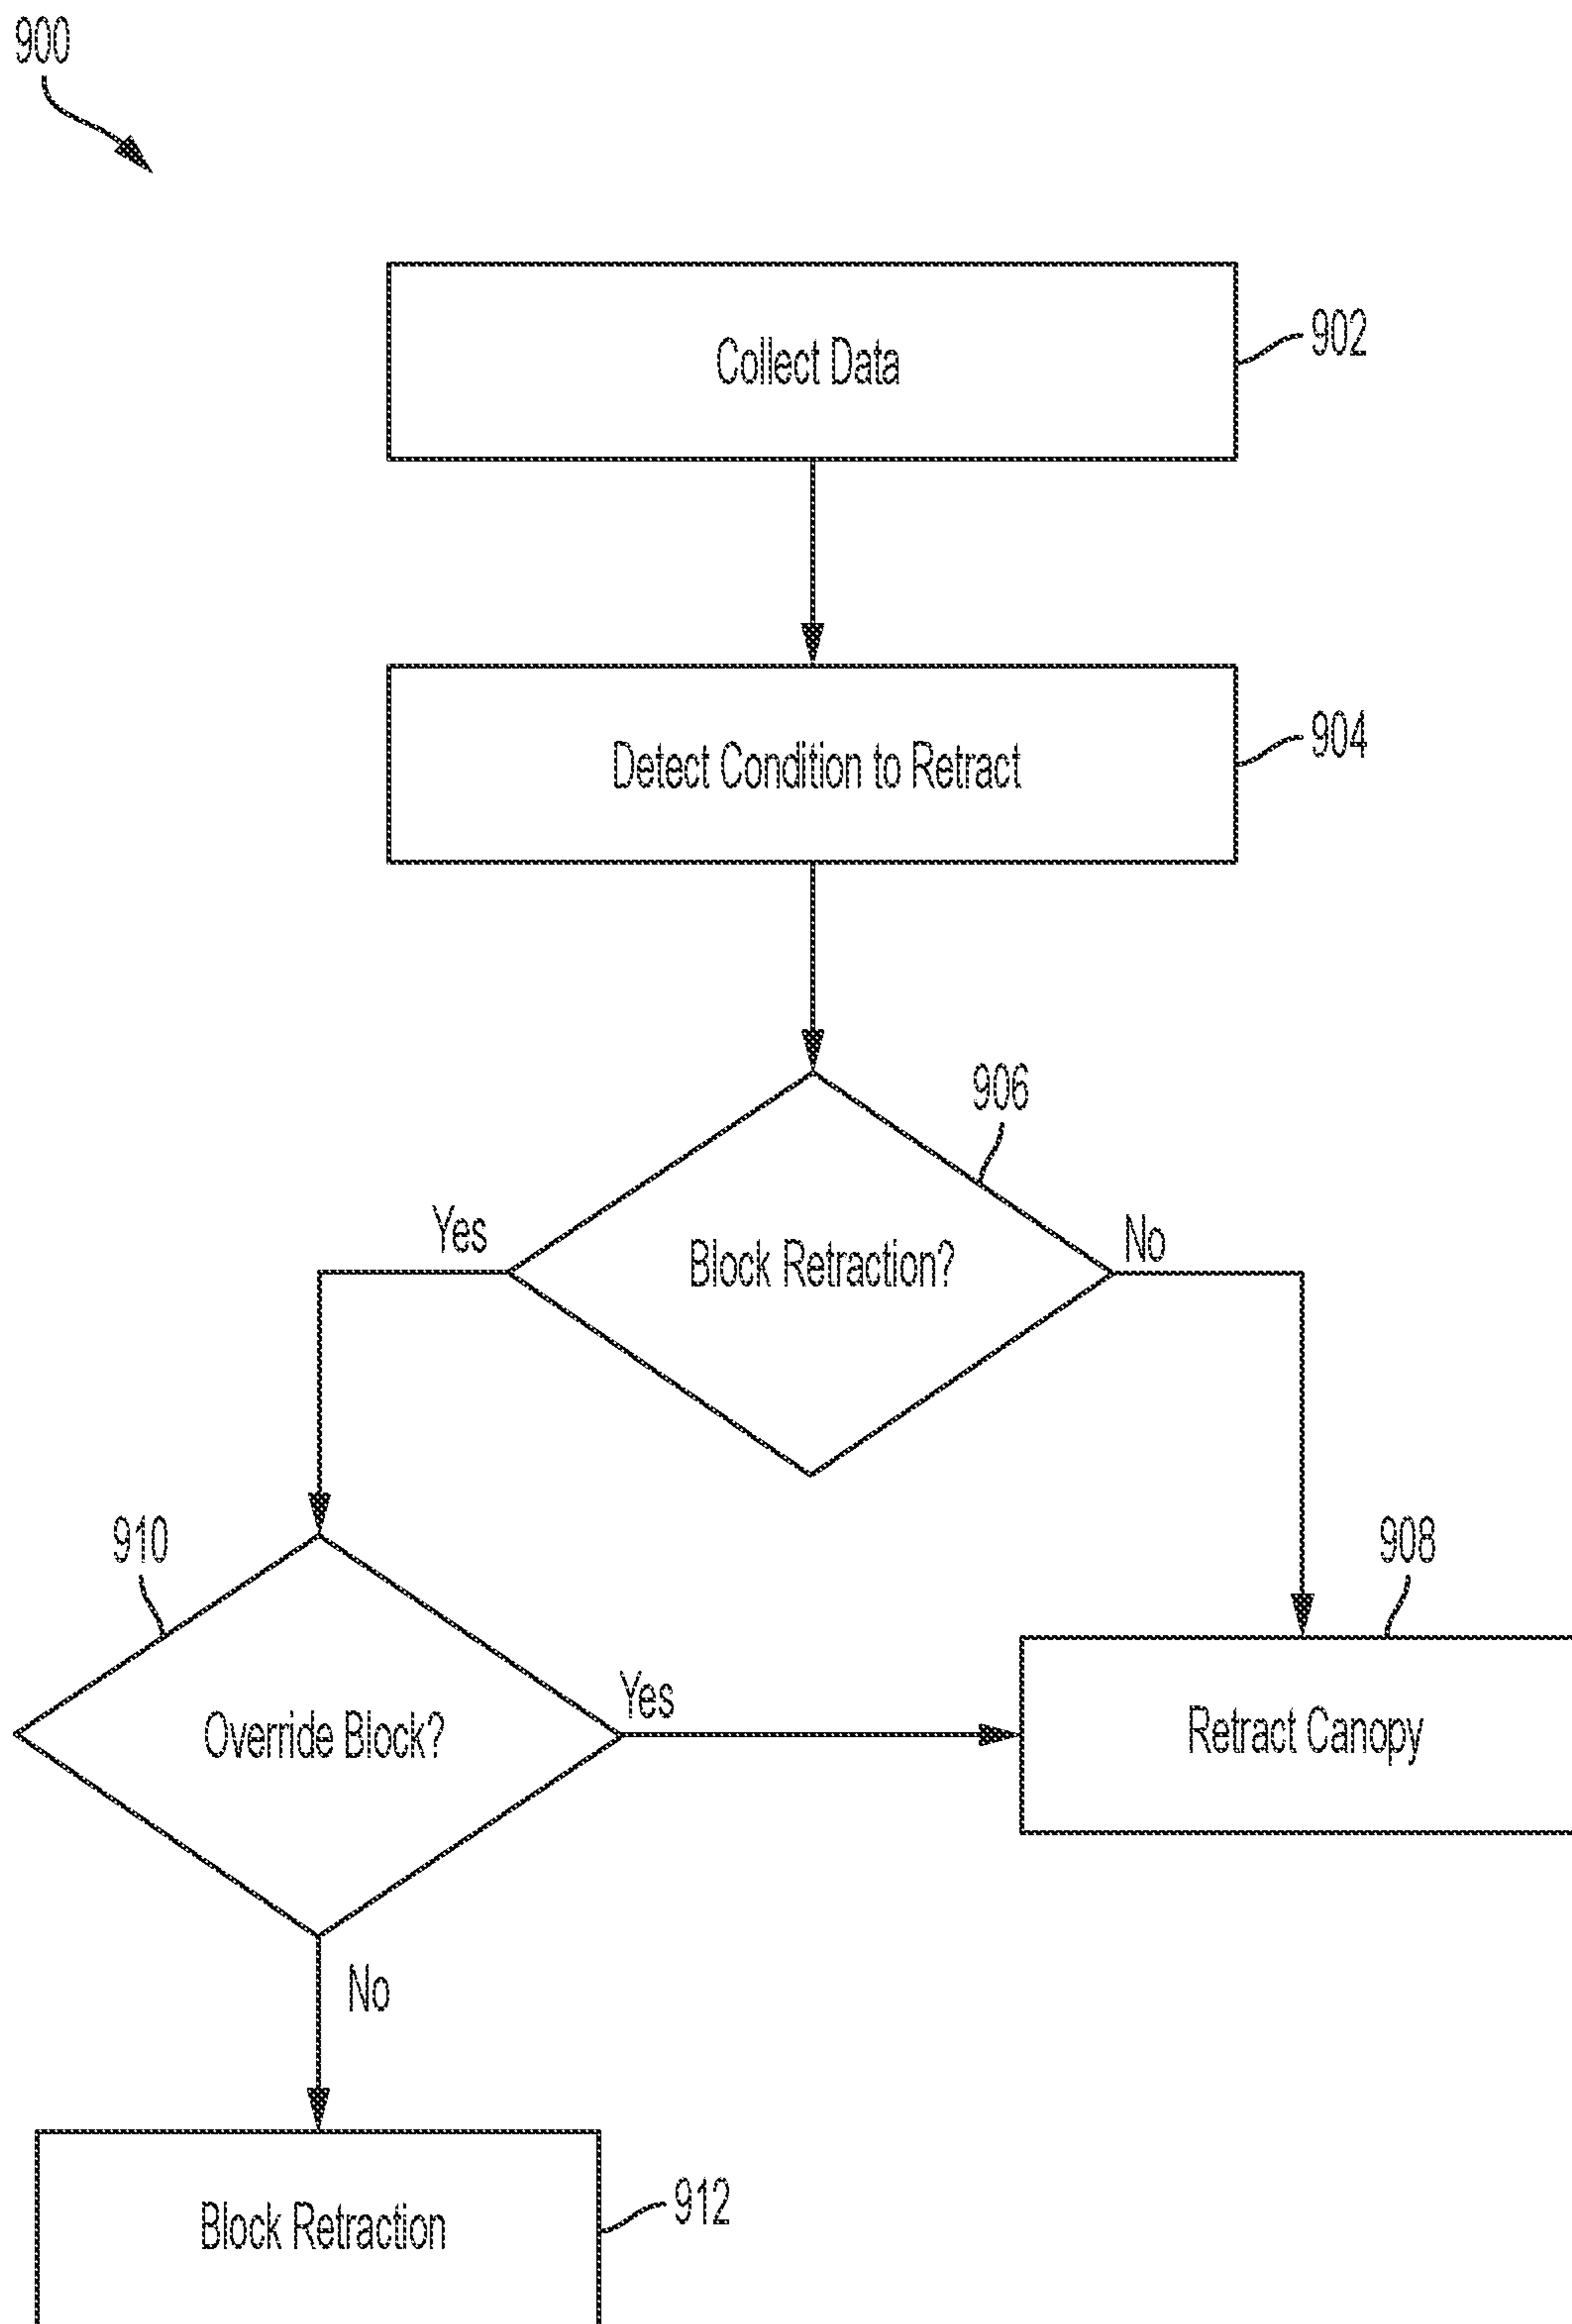 900
Collect Data
902
Detect Condition to Retract
904
906
Yes
Block Retraction?
No
910
908
Override Block?
Yes
Retract Canopy
No
Block Retraction
912